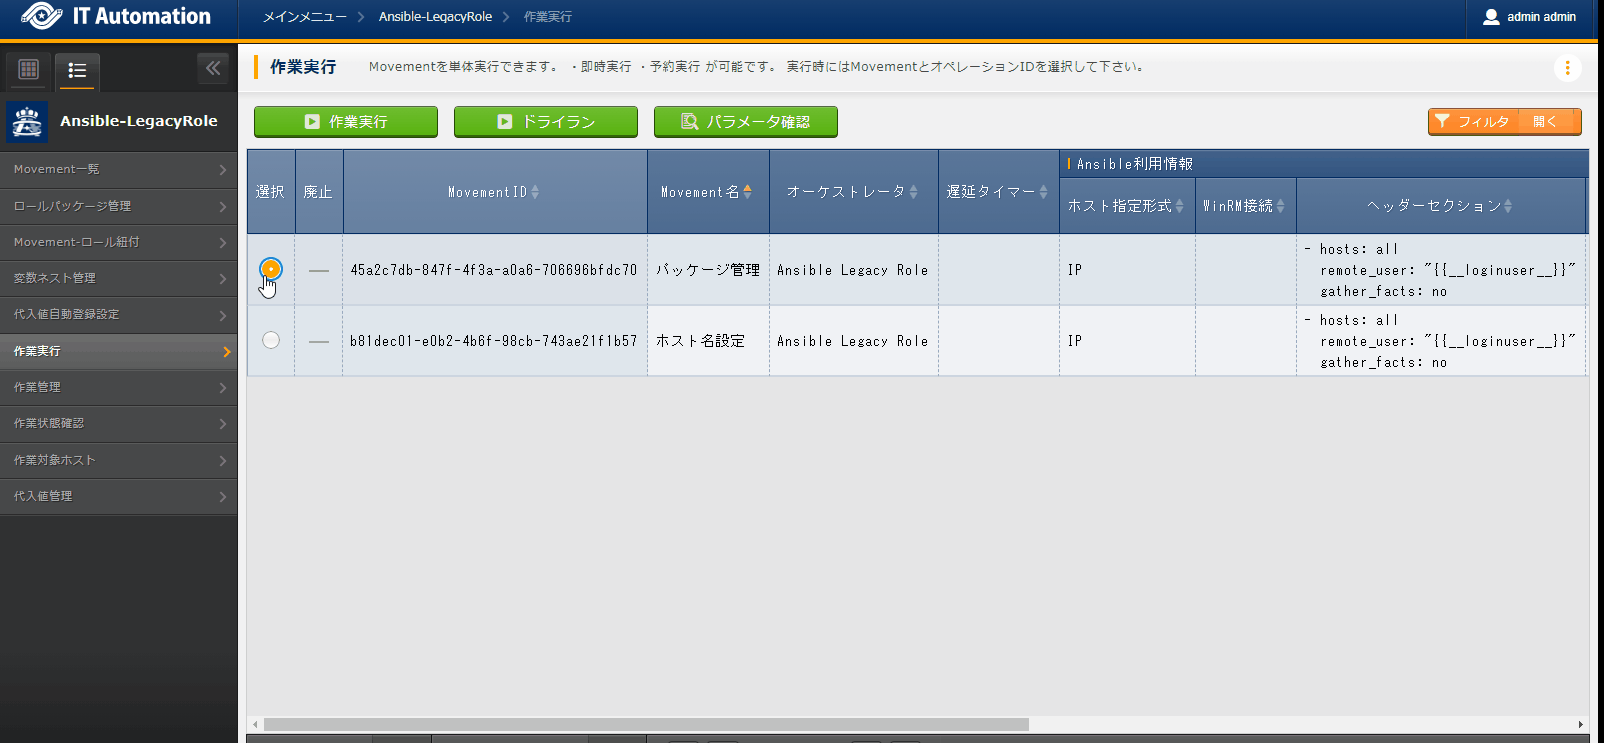 IT Automation
メインメニュー
Ansible-LegacyRole
作業実行
admin admin
Ansible-LegacyRole
Movement一覧
ロールパッケージ管理
Movement-ロール紐付
変数ネスト管理
代入値自動登録設定
作業実行
作業管理
作業状態確認
作業対象ホスト
代入値管理
作業実行
Movementを単体実行できます。 ・即時実行 ・予約実行 が可能です。 実行時にはMovementとオペレーションIDを選択して下さい。
作業実行
ドライラン
パラメータ確認
フィルタ 開く
選択
廃止
MovementID
Movement名
オーケストレータ
遅延タイマー
Ansible利用情報
ホスト指定形式
WinRM接続
ヘッダーセクション
45a2c7db-847f-4f3a-a0a6-706696bfdc70
パッケージ管理
Ansible Legacy Role
IP
- hosts: all
remote_user: "{{__loginuser__}}"
gather_facts: no
b81dec01-e0b2-4b6f-98cb-743ae21f1b57
ホスト名設定
Ansible Legacy Role
IP
- hosts: all
remote_user: "{{__loginuser__}}"
gather_facts: no